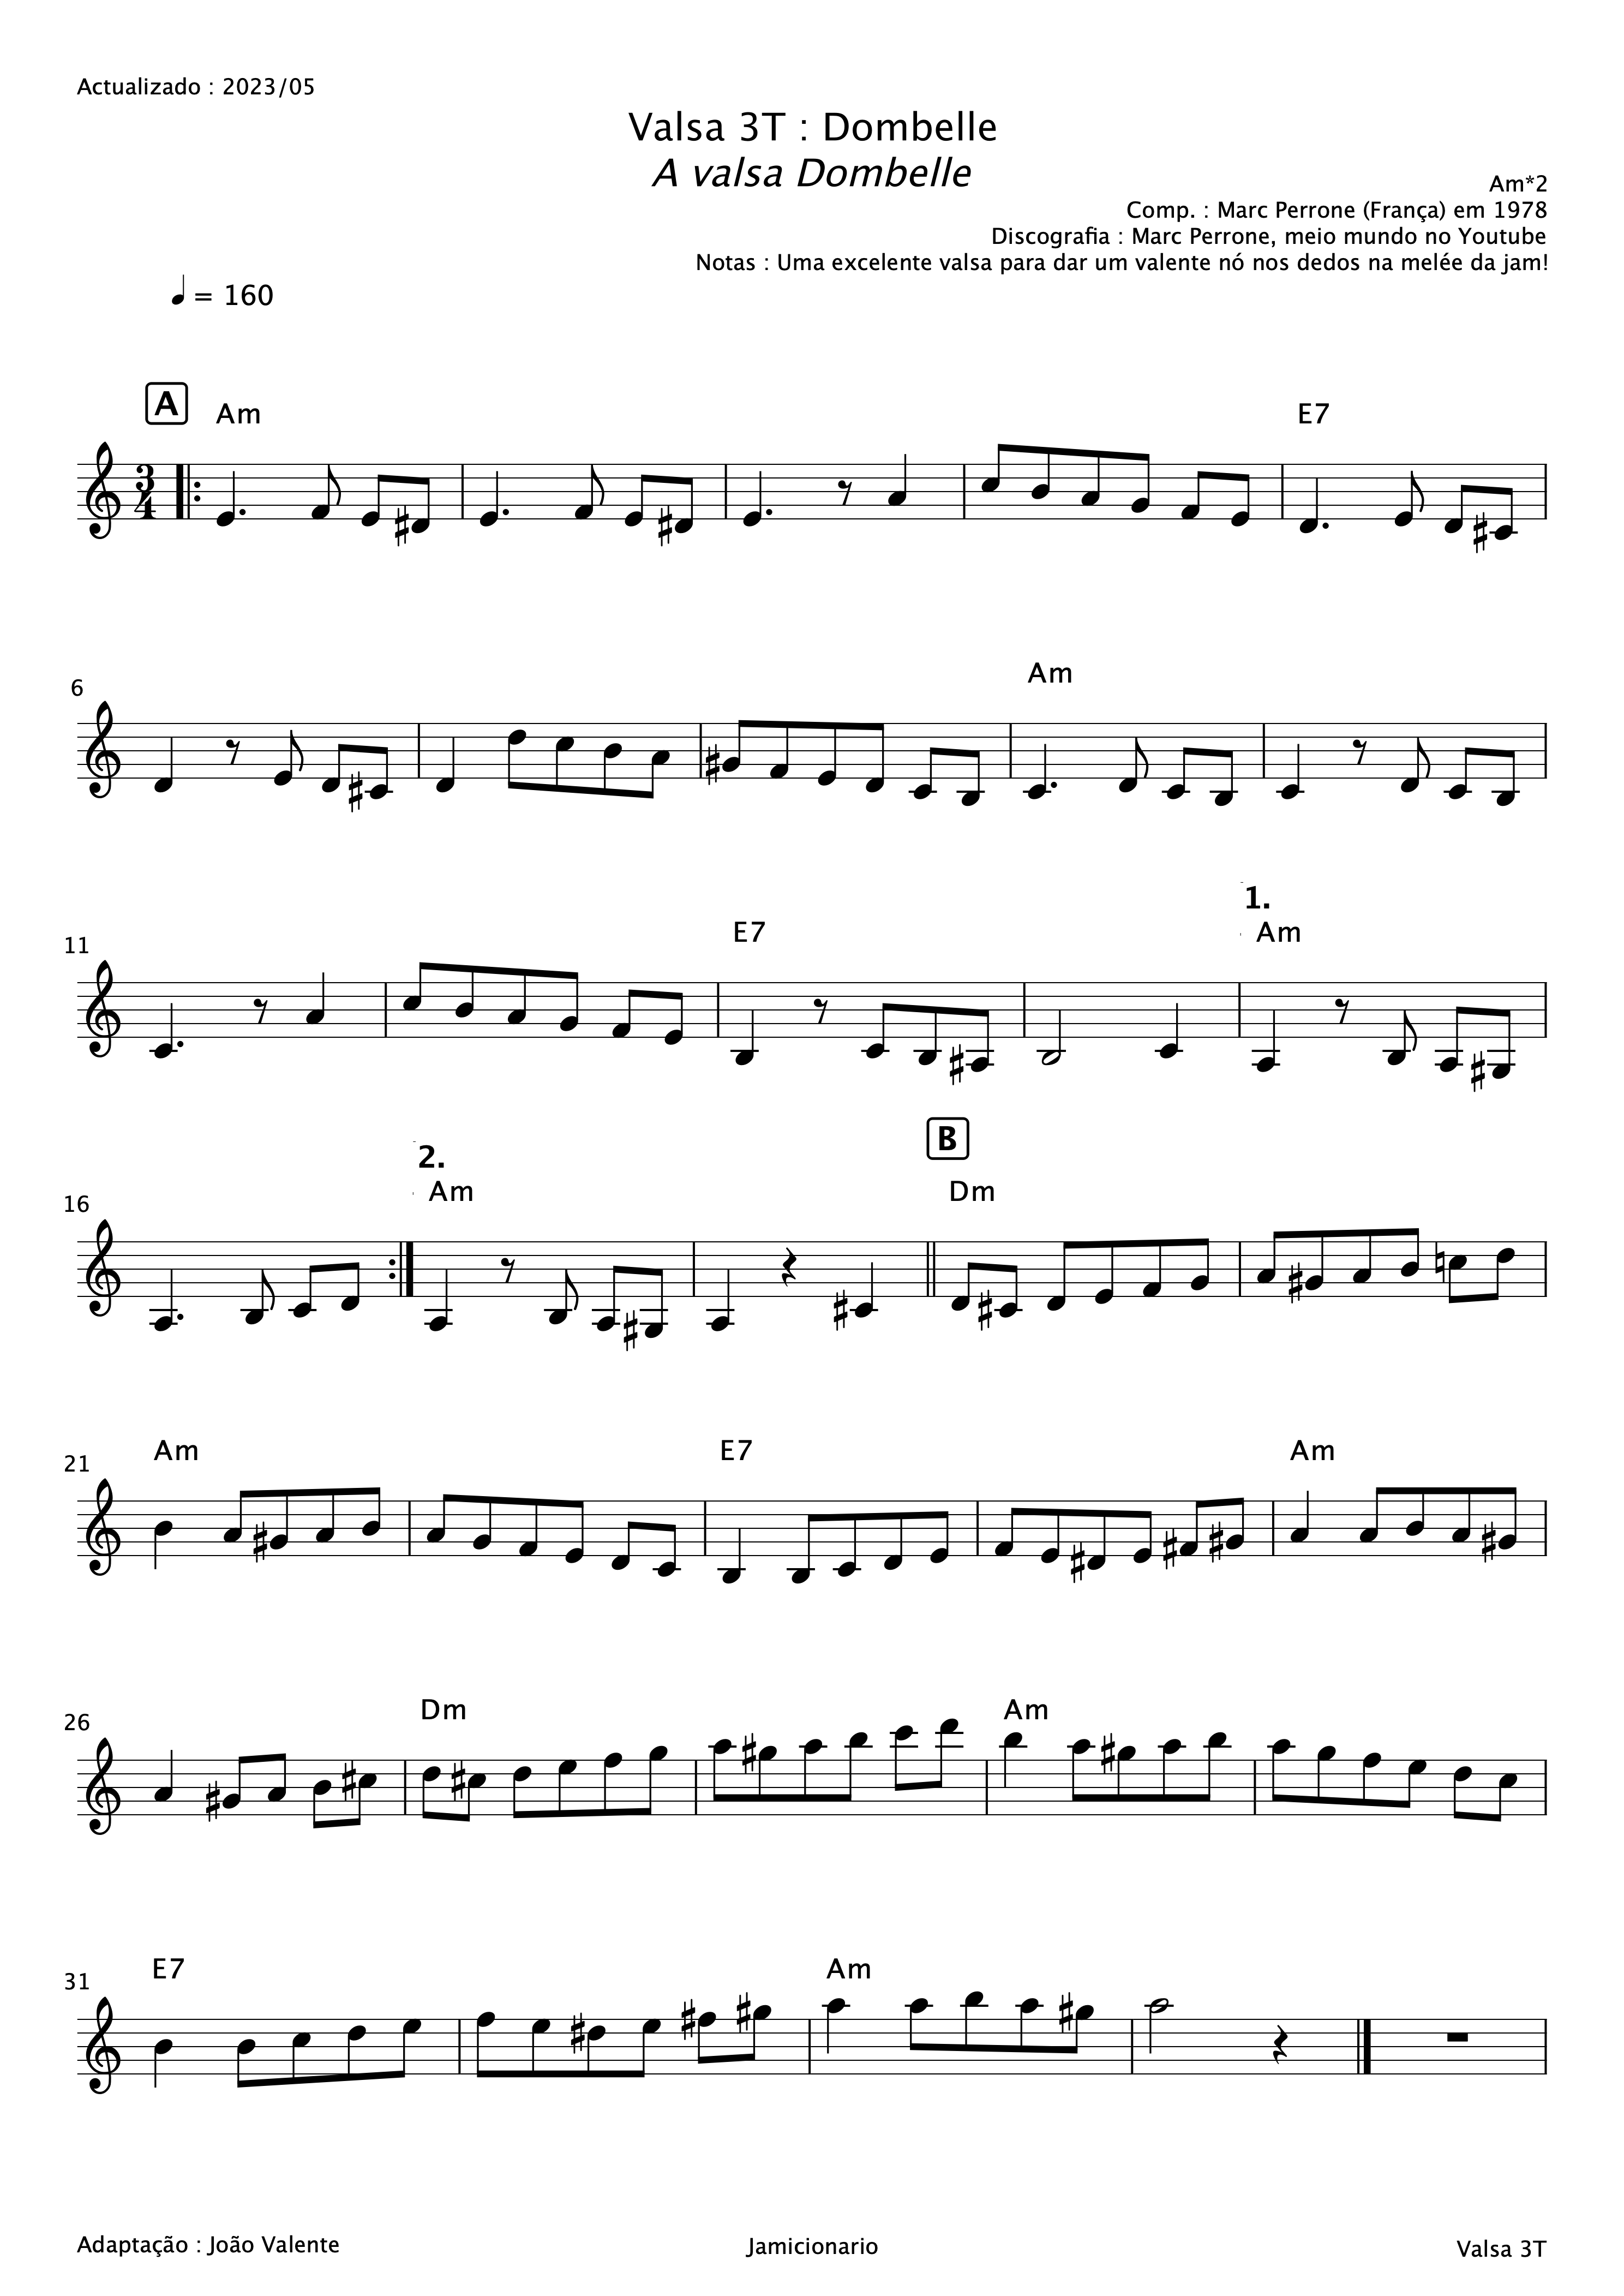 Actualizado : 2023/05
Valsa 3T : Dombelle
A valsa Dombelle
Am*2
Comp. : Marc Perrone (França) em 1978
Discografia : Marc Perrone, meio mundo no Youtube
Notas : Uma excelente valsa para dar um valente nó nos dedos na melée da jam!
= 160
A
Am E7
3
4
6
Am
1.
11 E7 Am
B
2.
16 Am Dm
21 Am E7 Am
26 Dm Am
31 E7 Am
Adaptação : João Valente Jamicionario Valsa 3T